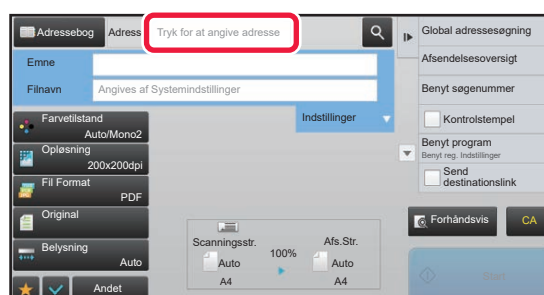 Adressebog Adress Tryk for at angive adresse
Emne
Filnavn Angives af Systemindstillinger
Indstillinger
Farvetilstand
Auto/Mono2
Opløsning
200x200dpi
Fil Format
PDF
Original
Belysning
Auto
Andet
Scanningsstr.
Auto
A4
100%
Afs.Str.
Auto
A4
Global adressesøgning
Afsendelsesoversigt
Benyt søgenummer
Kontrolstempel
Benyt program
Benyt reg. Indstillinger
Send
destinationslink
Forhåndsvis
CA
Start